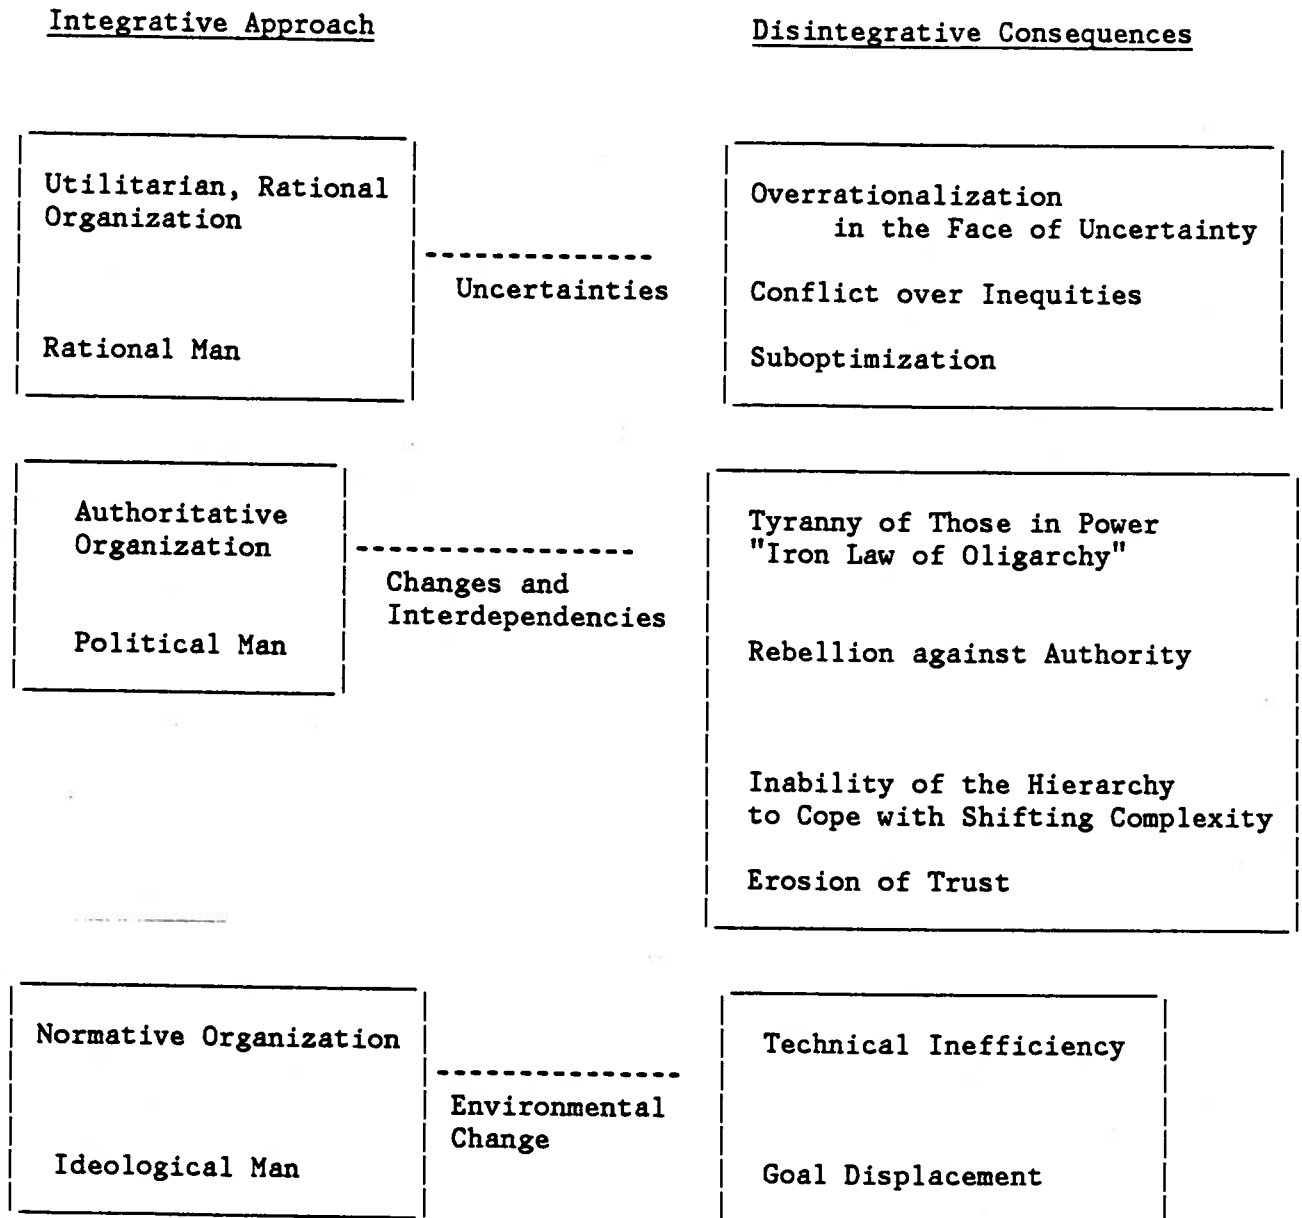 Integrative Approach
Disintegrative Consequences
Utilitarian, Rational
Organization
Rational Man
Uncertainties
Overrationalization
in the Face of Uncertainty
Conflict over Inequities
Suboptimization
Authoritative
Organization
Political Man
Changes and
Interdependencies
Tyranny of Those in Power
"Iron Law of Oligarchy"
Rebellion against Authority
Inability of the Hierarchy
to Cope with Shifting Complexity
Erosion of Trust
Normative Organization
Ideological Man
Environmental
Change
Technical Inefficiency
Goal Displacement